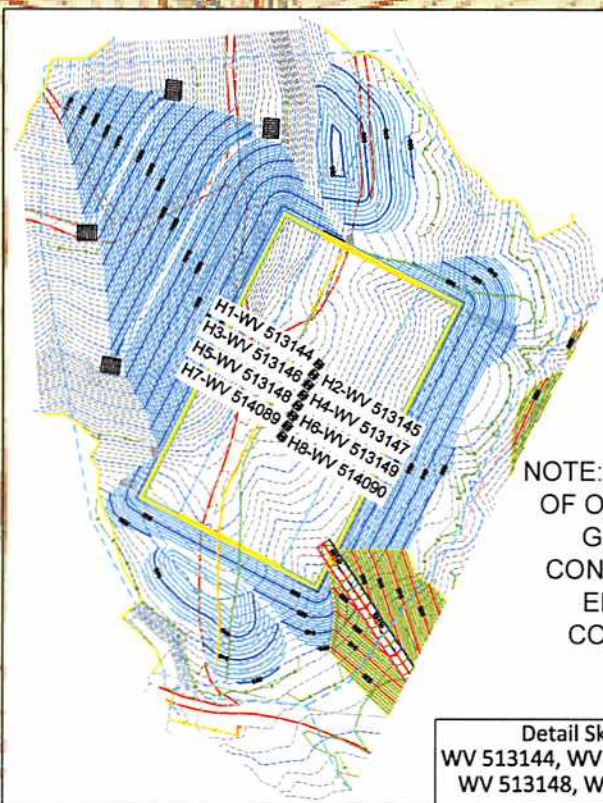 H1-WV 513144
H2-WV 513145
H3-WV 513146
H4-WV 513147
H5-WV 513148
H6-WV 513149
H7-WV 514089
H8-WV 514090
NOTE:
OF O
G
CON
E
CO
Detail Sk
WV 513144, WV
WV 513148, W